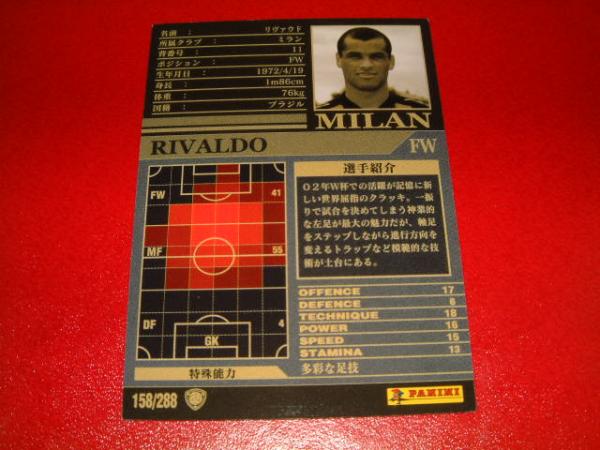 名前 : リヴァウド
所属クラブ : ミラン
背番号 : 11
ポジション : FW
生年月日 : 1972/4/19
身長 : 1m86cm
体重 : 76kg
国籍 : ブラジル
MILAN
RIVALDO FW
FW 41
MF 55
DF 4
GK
特殊能力
選手紹介
02年W杯での活躍が記憶に新
しい世界屈指のクラッキ。一振
りで試合を決めてしまう神業的
な左足が最大の魅力だが、軸足
をステップしながら進行方向を
変えるトラップなど模範的な技
術が土台にある。
OFFENCE 17
DEFENCE 6
TECHNIQUE 18
POWER 16
SPEED 15
STAMINA 13
多彩な足技
158/288
PANINI